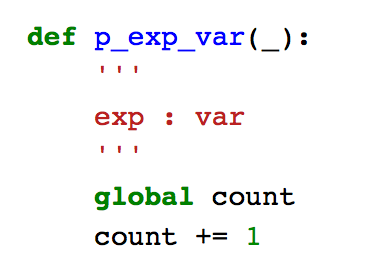 def p_exp_var(_):
    '''
    exp : var
    '''
    global count
    count += 1